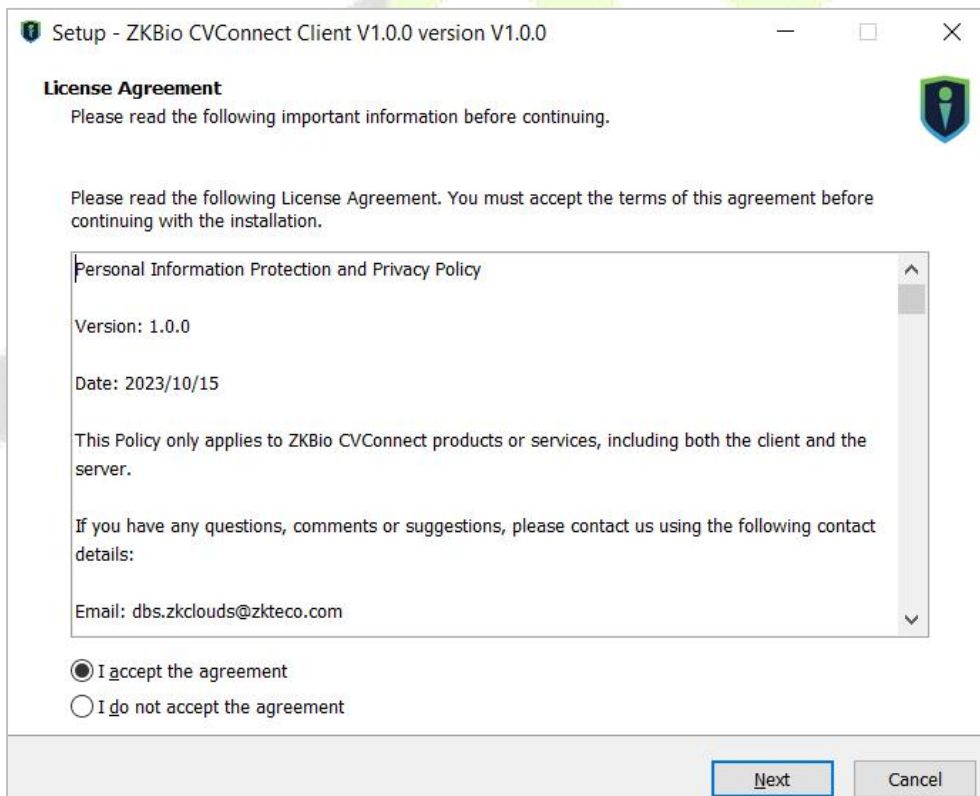 Setup - ZKBio CVConnect Client V1.0.0 version V1.0.0
License Agreement
Please read the following important information before continuing.
Please read the following License Agreement. You must accept the terms of this agreement before
continuing with the installation.
Personal Information Protection and Privacy Policy
Version: 1.0.0
Date: 2023/10/15
This Policy only applies to ZKBio CVConnect products or services, including both the client and the
server.
If you have any questions, comments or suggestions, please contact us using the following contact
details:
Email: dbs.zkclouds@zkteco.com
I accept the agreement
I do not accept the agreement
Next
Cancel